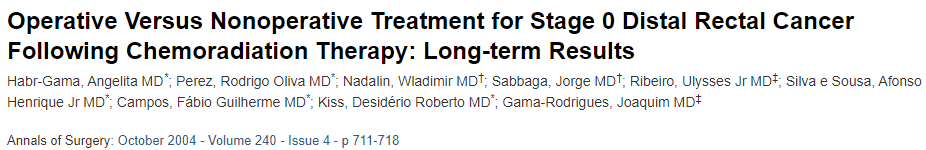 Operative Versus Nonoperative Treatment for Stage 0 Distal Rectal Cancer
Following Chemoradiation Therapy: Long-term Results
Habr-Gama, Angelita MD*; Perez, Rodrigo Oliva MD*; Nadalin, Wladimir MD†; Sabbaga, Jorge MD†; Ribeiro, Ulysses Jr MD‡; Silva e Sousa, Afonso
Henrique Jr MD*; Campos, Fábio Guilherme MD*; Kiss, Desidério Roberto MD*; Gama-Rodrigues, Joaquim MD‡
Annals of Surgery: October 2004 - Volume 240 - Issue 4 - p 711-718